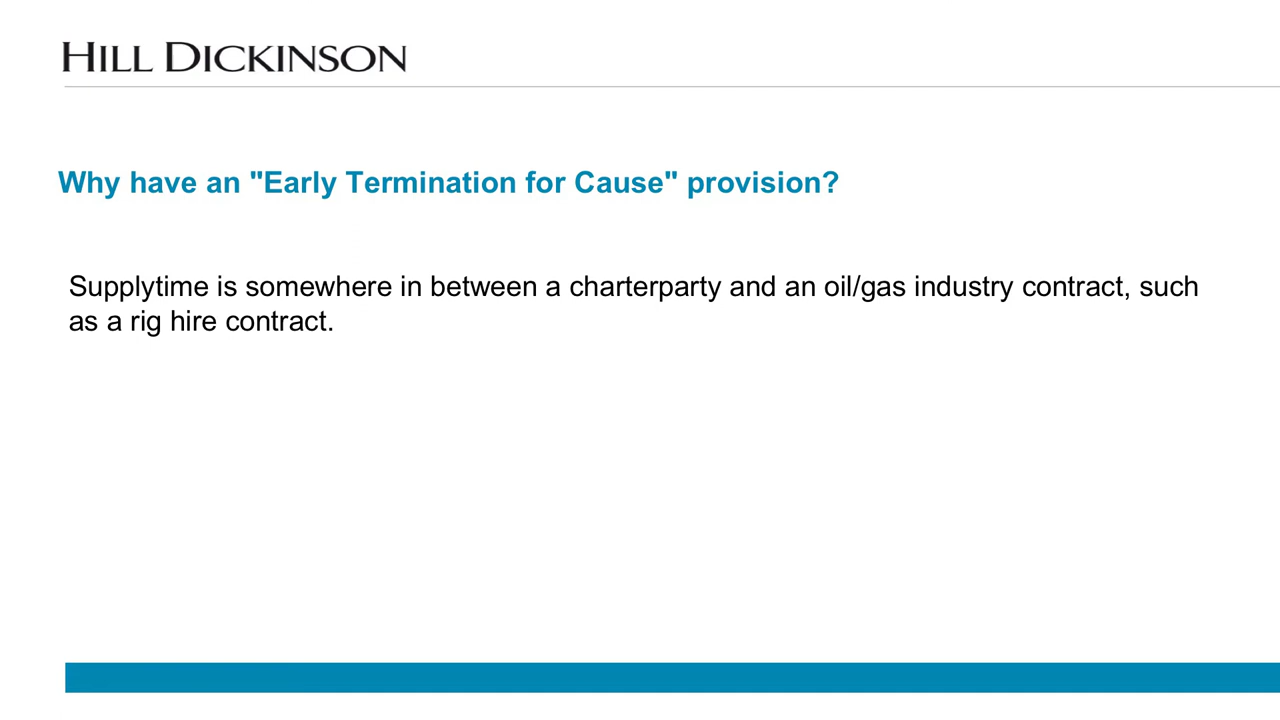 HILL DICKINSON
Why have an "Early Termination for Cause" provision?
Supplytime is somewhere in between a charterparty and an oil/gas industry contract, such
as a rig hire contract.